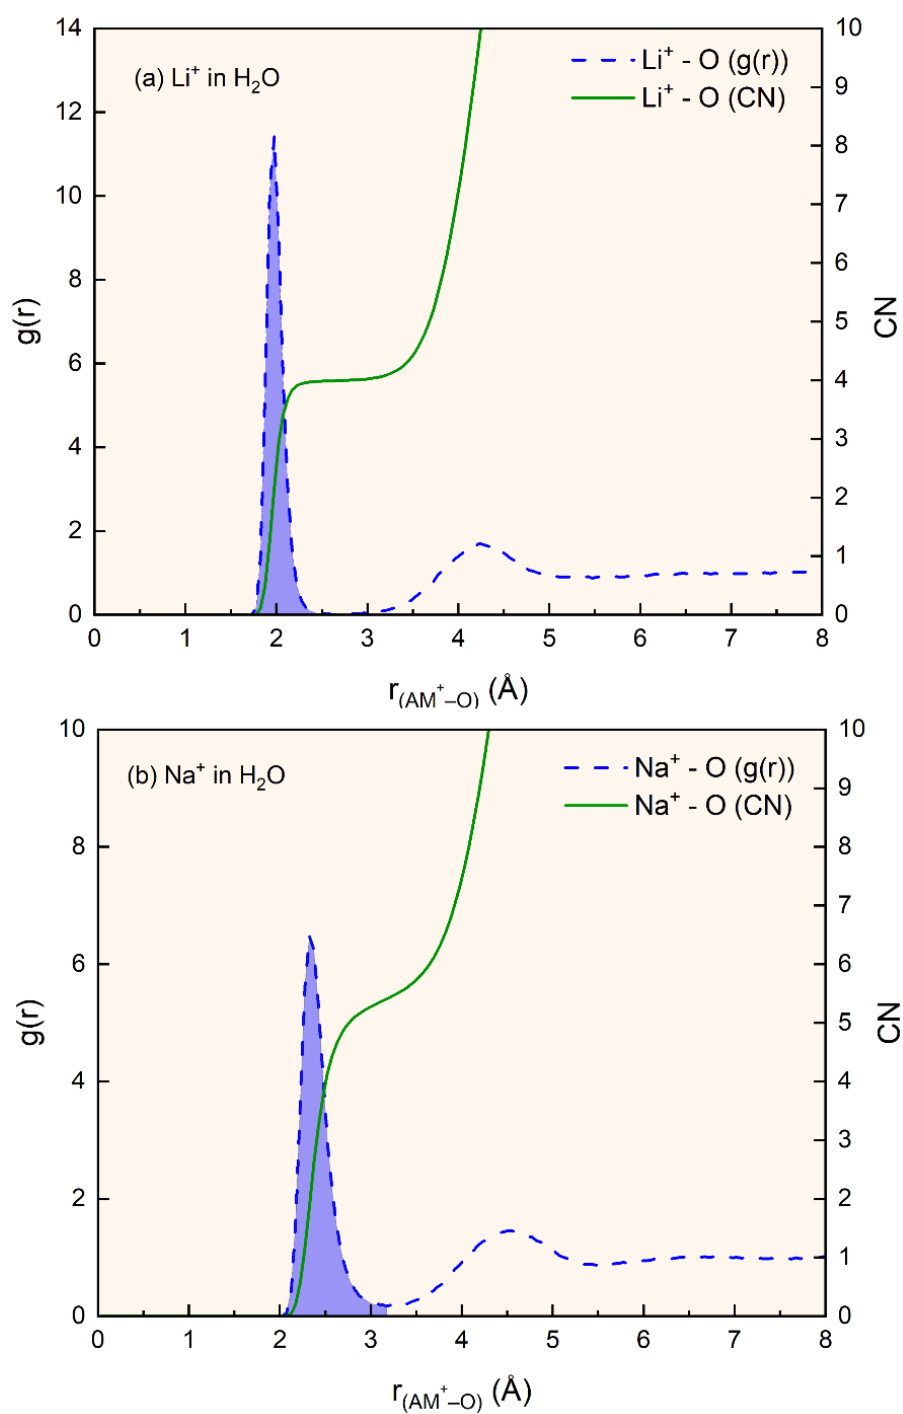 (a) Li⁺ in H₂O
Li⁺ - O (g(r))
Li⁺ - O (CN)
g(r)
14
12
10
8
6
4
2
0
CN
10
9
8
7
6
5
4
3
2
1
0
0 1 2 3 4 5 6 7 8
r(AM⁺–O) (Å)
(b) Na⁺ in H₂O
Na⁺ - O (g(r))
Na⁺ - O (CN)
g(r)
10
8
6
4
2
0
CN
10
9
8
7
6
5
4
3
2
1
0
0 1 2 3 4 5 6 7 8
r(AM⁺–O) (Å)